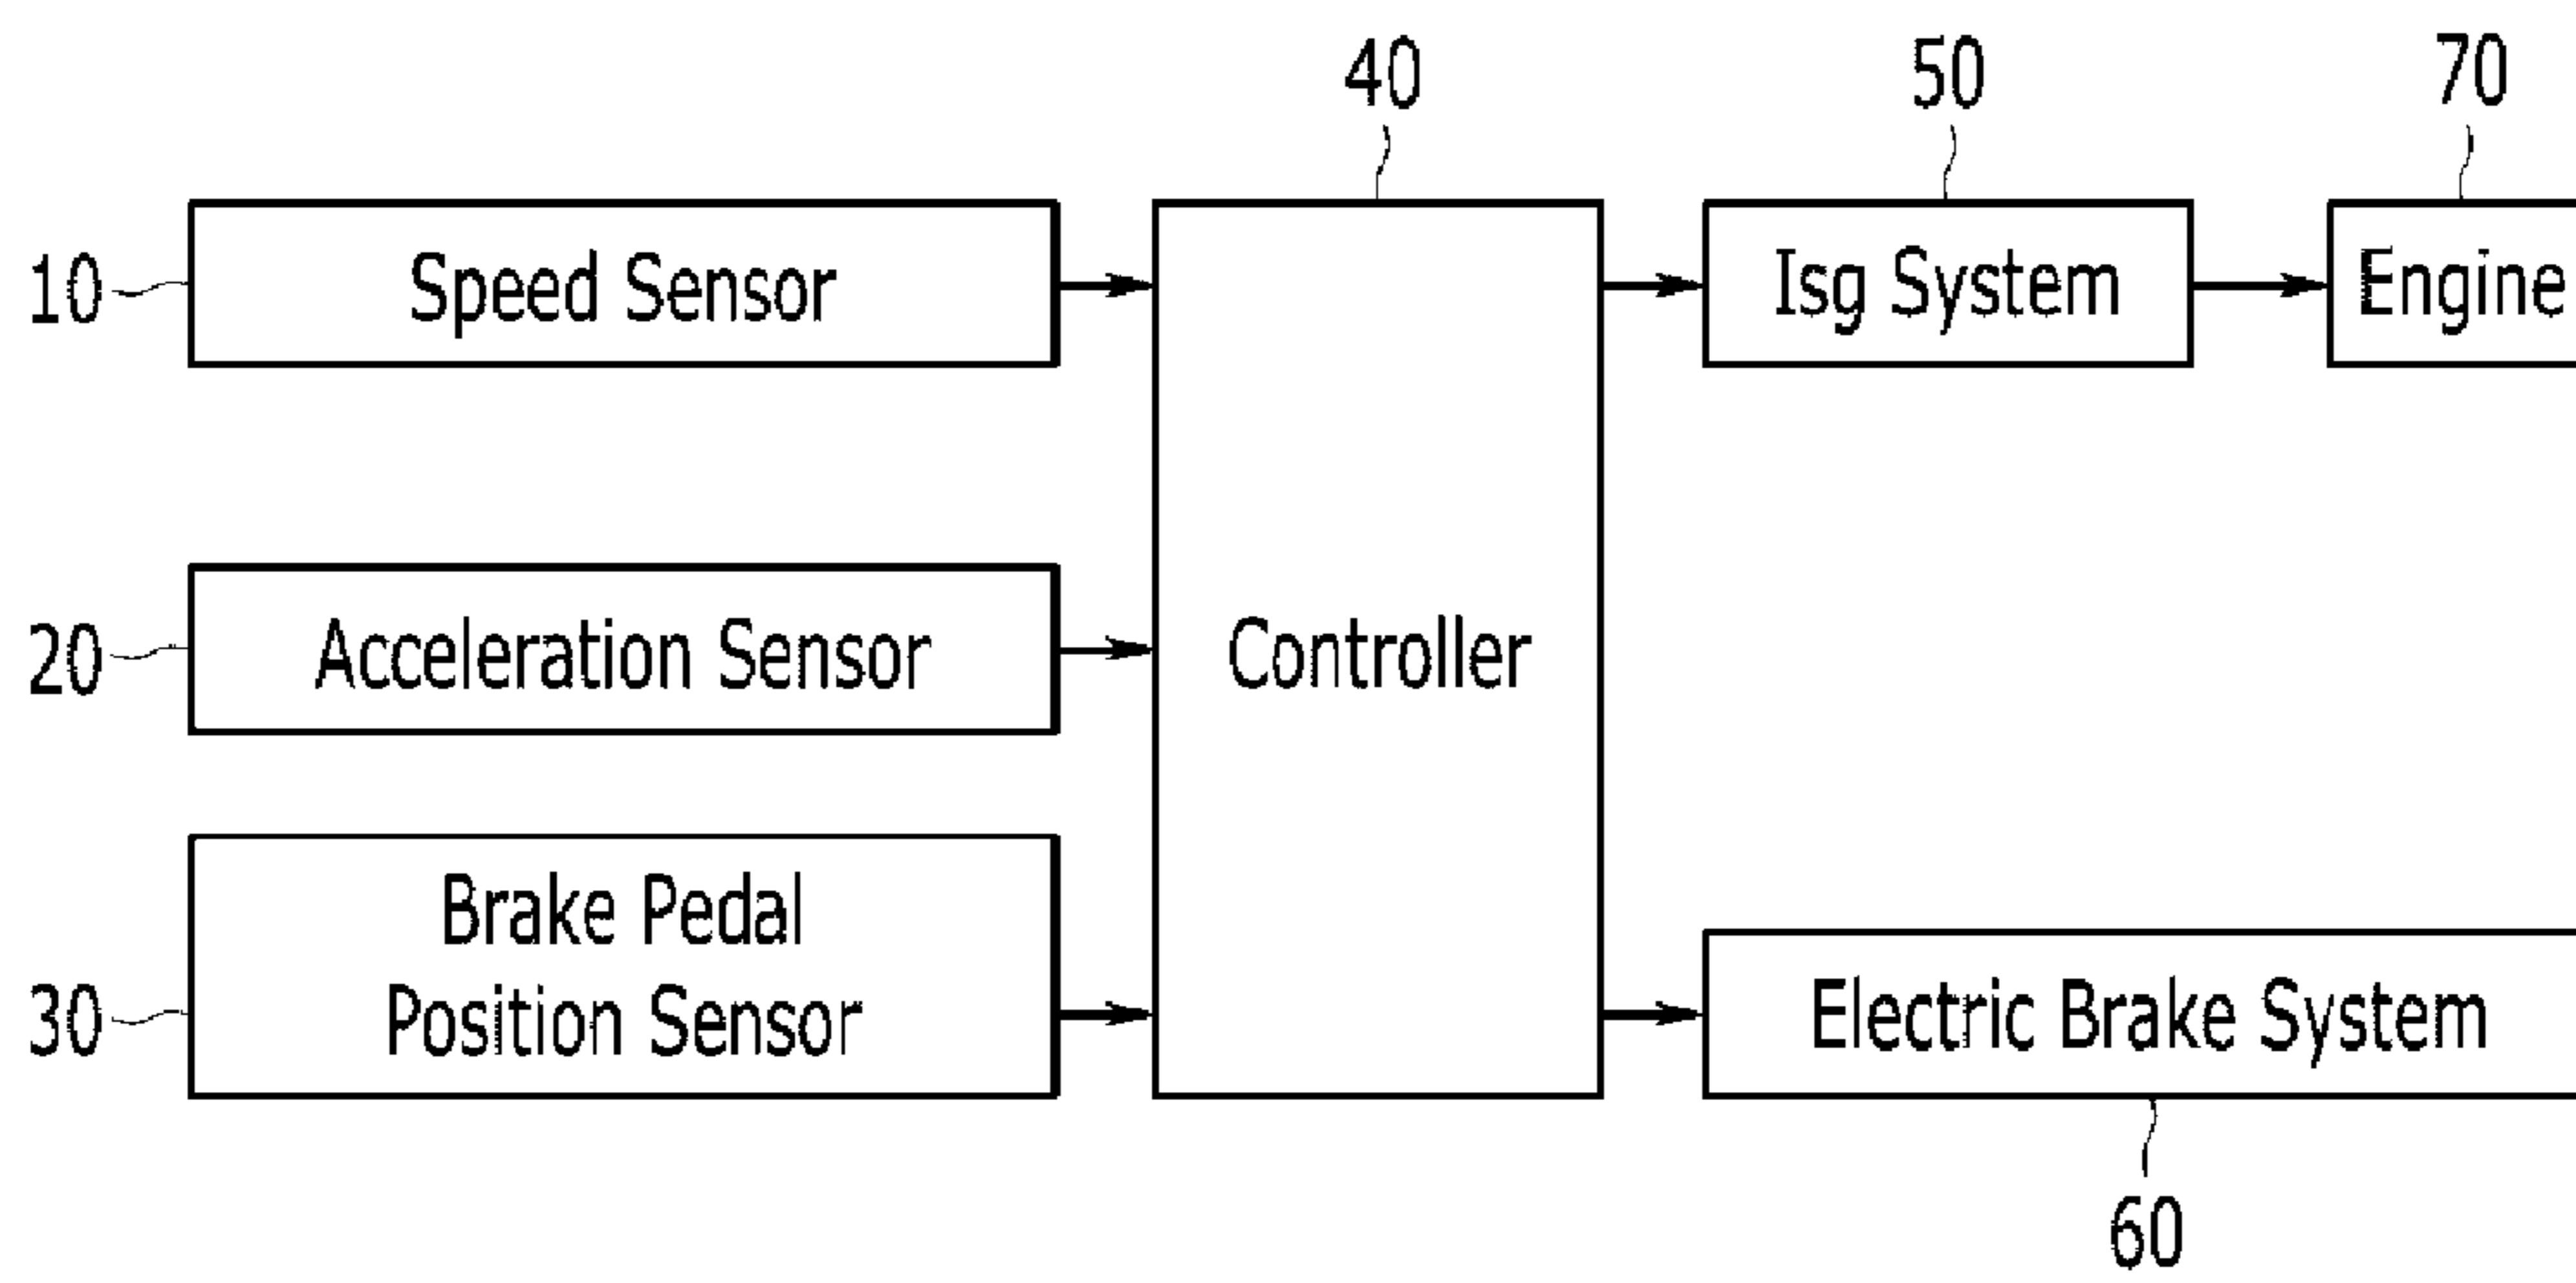 40
50
70
10
Speed Sensor
Isg System
Engine
20
Acceleration Sensor
Controller
30
Brake Pedal
Position Sensor
Electric Brake System
60